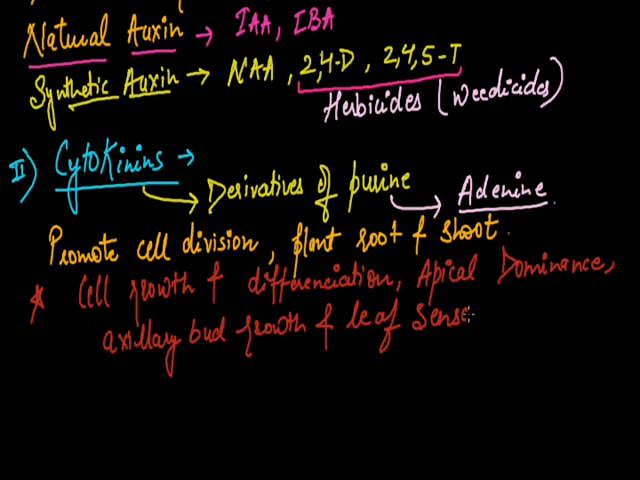 Natural Auxin → IAA, IBA
Synthetic Auxin → NAA, 2,4-D, 2,4,5-T
Herbicides (Weedicides)
II) Cytokinins →
→ Derivatives of purine → Adenine
Promote cell division, plant root & shoot.
* Cell growth & differenciation, Apical Dominance,
axillary bud growth & leaf Sense